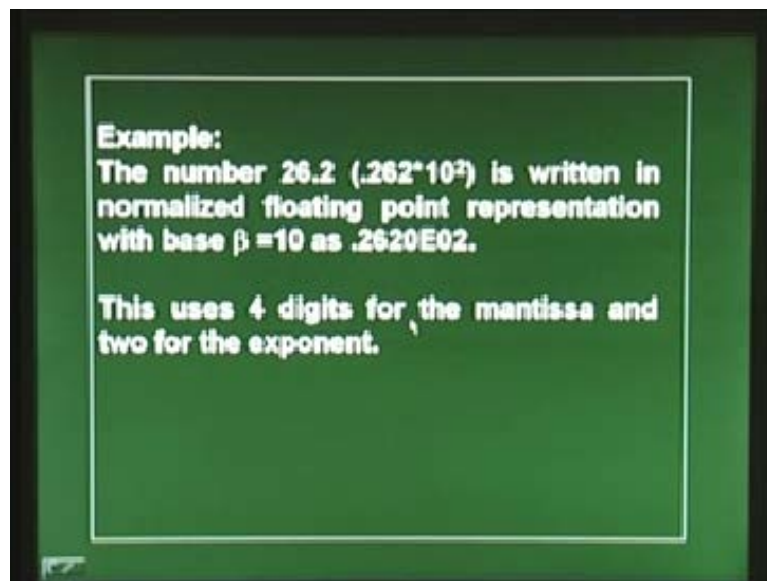 Example:
The number 26.2 (.262*10²) is written in
normalized floating point representation
with base β =10 as .2620E02.
This uses 4 digits for the mantissa and
two for the exponent.